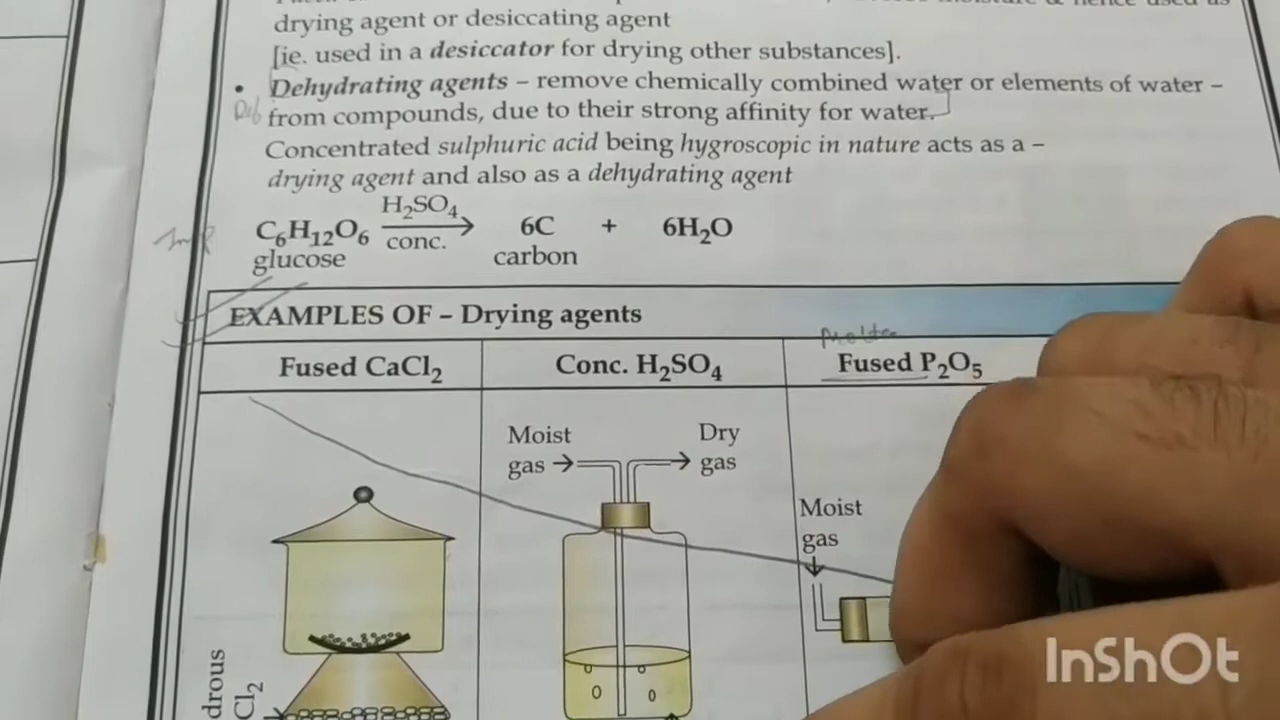 drying agent or desiccating agent
[ie. used in a desiccator for drying other substances].
• Dehydrating agents – remove chemically combined water or elements of water –
from compounds, due to their strong affinity for water.
Concentrated sulphuric acid being hygroscopic in nature acts as a –
drying agent and also as a dehydrating agent
C₆H₁₂O₆ H₂SO₄ conc. → 6C + 6H₂O
glucose carbon
EXAMPLES OF – Drying agents
Molten
Fused CaCl₂ Conc. H₂SO₄ Fused P₂O₅
Moist gas → → Dry gas
Moist gas
drous
Cl₂
InShOt